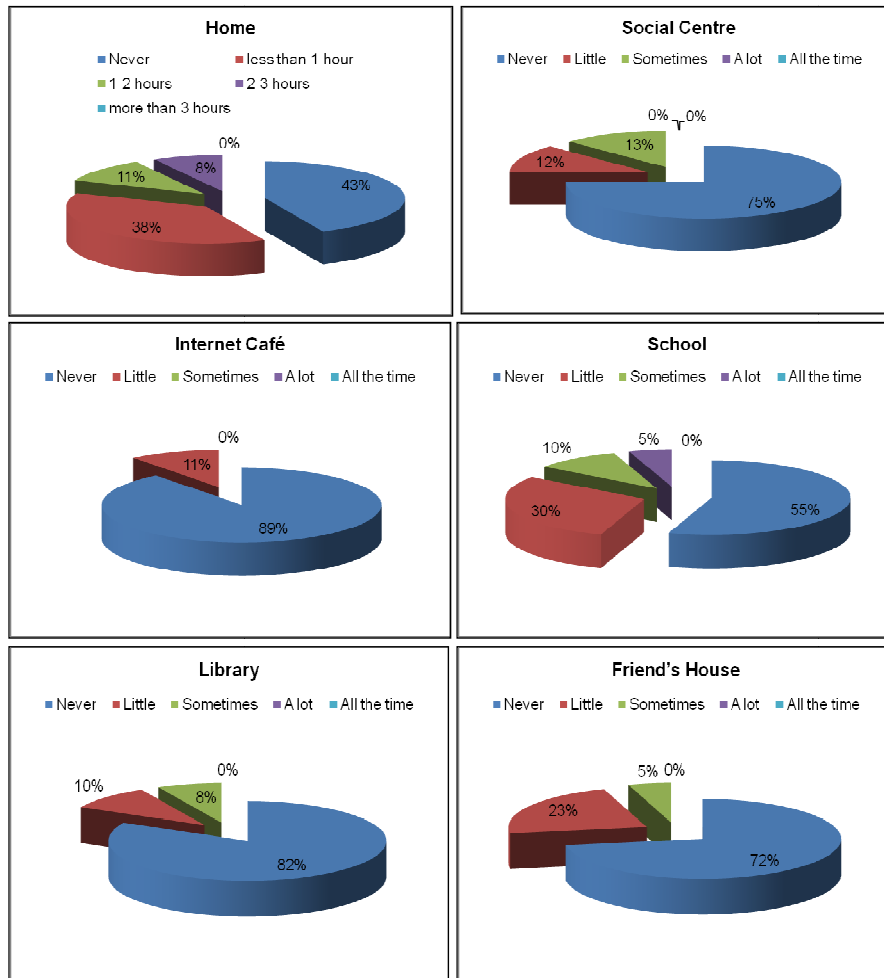 Home
Never less than 1 hour
1 2 hours 2 3 hours
more than 3 hours
0%
8%
11%
43%
38%
Social Centre
Never Little Sometimes A lot All the time
0% 0%
13%
12%
75%
Internet Café
Never Little Sometimes A lot All the time
0%
11%
89%
School
Never Little Sometimes A lot All the time
5% 0%
10%
30%
55%
Library
Never Little Sometimes A lot All the time
0%
10%
8%
82%
Friend's House
Never Little Sometimes A lot All the time
5% 0%
23%
72%